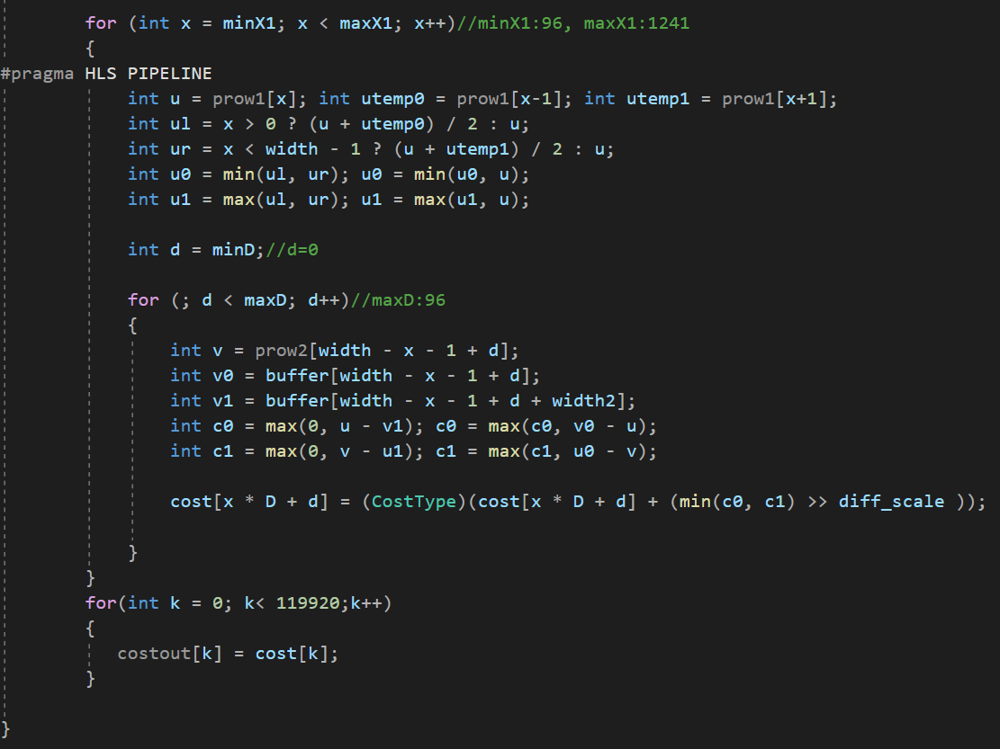 for (int x = minX1; x < maxX1; x++)//minX1:96, maxX1:1241
{
#pragma HLS PIPELINE
int u = prow1[x]; int utemp0 = prow1[x-1]; int utemp1 = prow1[x+1];
int ul = x > 0 ? (u + utemp0) / 2 : u;
int ur = x < width - 1 ? (u + utemp1) / 2 : u;
int u0 = min(ul, ur); u0 = min(u0, u);
int u1 = max(ul, ur); u1 = max(u1, u);
int d = minD;//d=0
for (; d < maxD; d++)//maxD:96
{
int v = prow2[width - x - 1 + d];
int v0 = buffer[width - x - 1 + d];
int v1 = buffer[width - x - 1 + d + width2];
int c0 = max(0, u - v1); c0 = max(c0, v0 - u);
int c1 = max(0, v - u1); c1 = max(c1, u0 - v);
cost[x * D + d] = (CostType)(cost[x * D + d] + (min(c0, c1) >> diff_scale ));
}
}
for(int k = 0; k< 119920;k++)
{
costout[k] = cost[k];
}
}